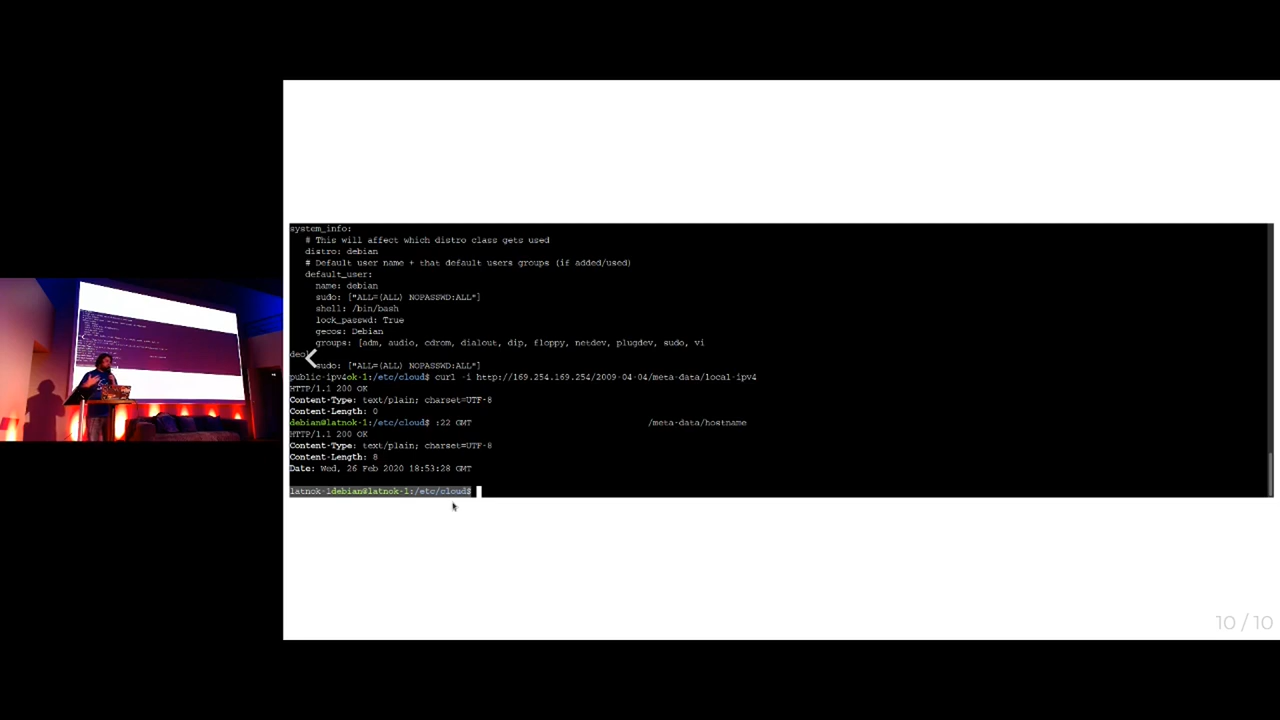 system_info:
# This will affect which distro class gets used
distro: debian
# Default user name + that default users groups (if added/used)
default_user:
name: debian
sudo: ["ALL=(ALL) NOPASSWD:ALL"]
shell: /bin/bash
lock_passwd: True
gecos: Debian
groups: [adm, audio, cdrom, dialout, dip, floppy, netdev, plugdev, sudo, vi
deo]
sudo: ["ALL=(ALL) NOPASSWD:ALL"]
public-ipv4ok-1:/etc/cloud$ curl -i http://169.254.169.254/2009-04-04/meta-data/local-ipv4
HTTP/1.1 200 OK
Content-Type: text/plain; charset=UTF-8
Content-Length: 0
debian@latnok-1:/etc/cloud$ :22 GMT /meta-data/hostname
HTTP/1.1 200 OK
Content-Type: text/plain; charset=UTF-8
Content-Length: 8
Date: Wed, 26 Feb 2020 18:53:28 GMT
latnok-1debian@latnok-1:/etc/cloud$
10 / 10